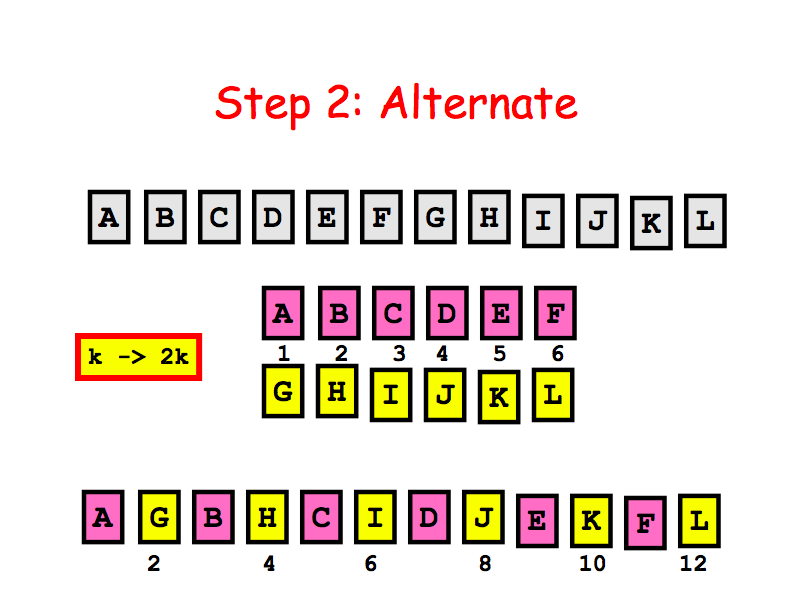 Step 2: Alternate
A B C D E F G H I J K L
A B C D E F
1 2 3 4 5 6
k -> 2k
G H I J K L
A G B H C I D J E K F L
2 4 6 8 10 12